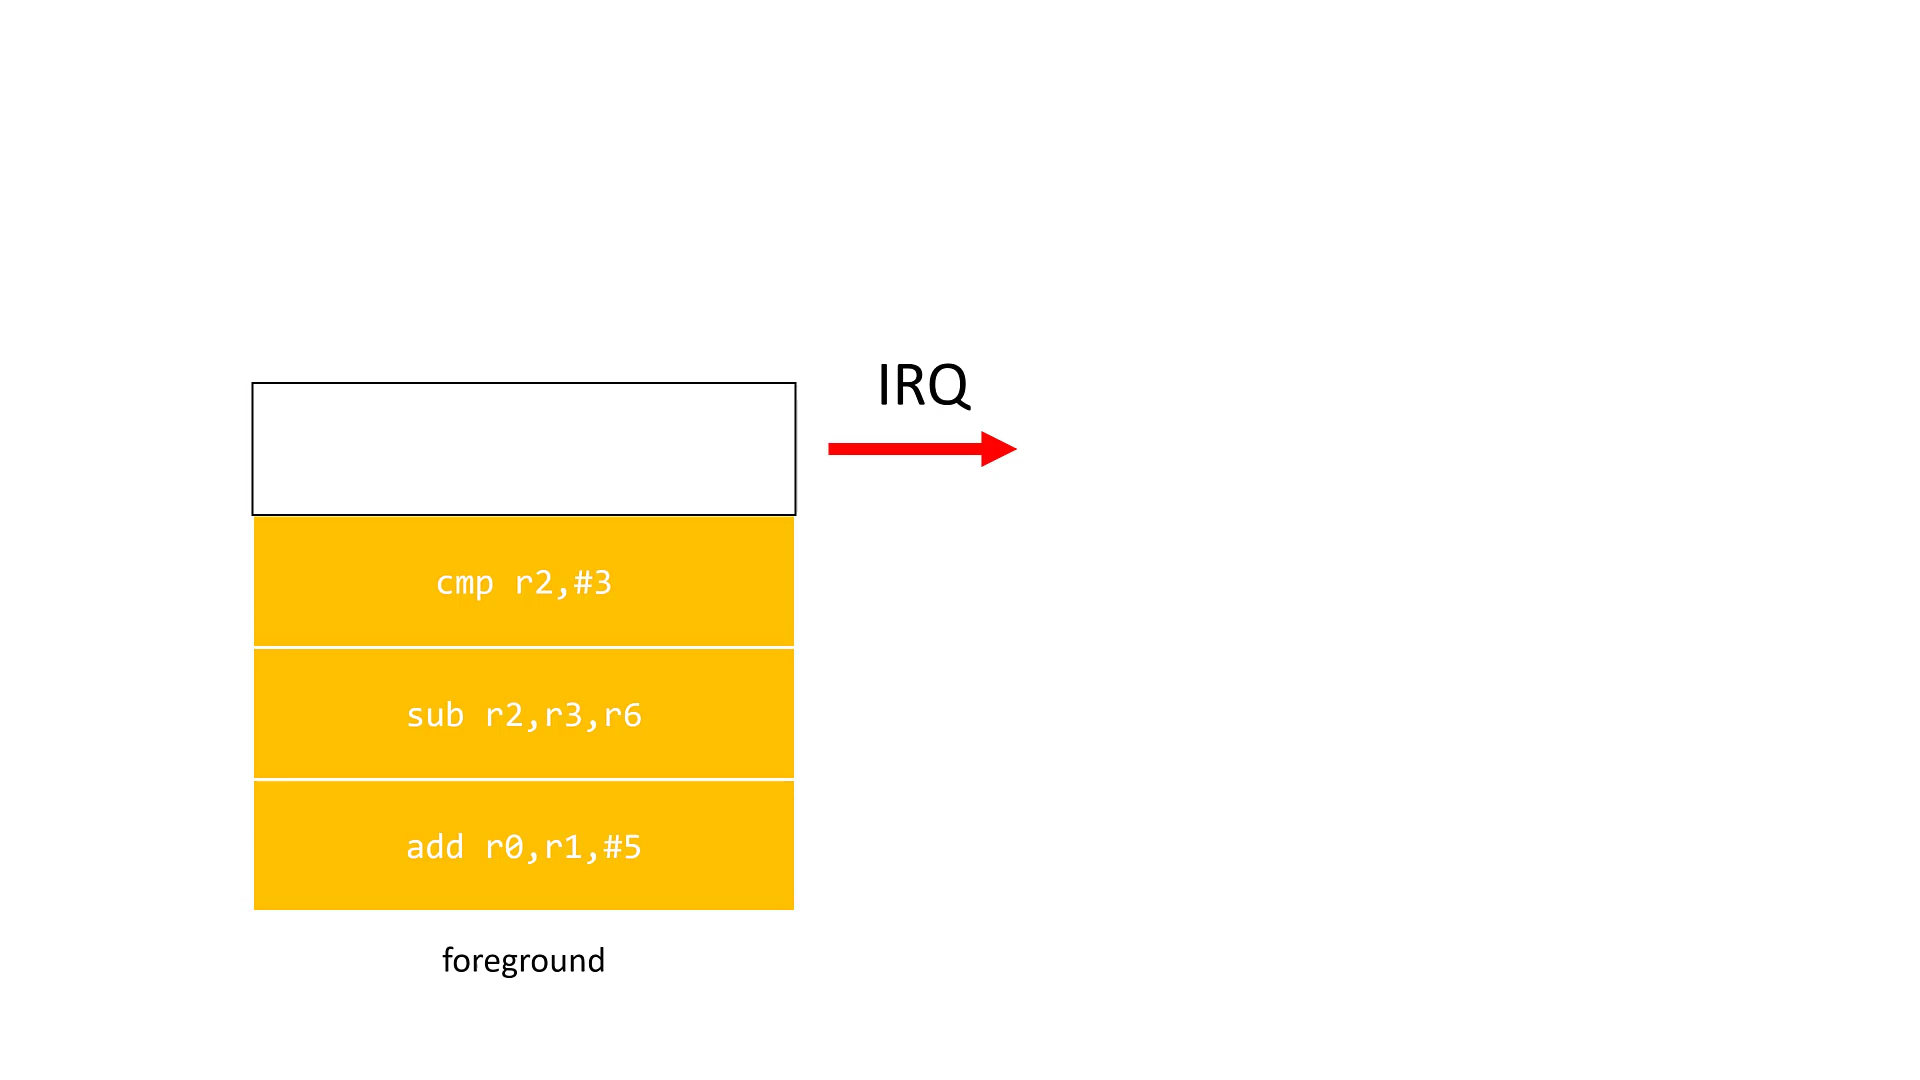 IRQ
cmp r2,#3
sub r2,r3,r6
add r0,r1,#5
foreground